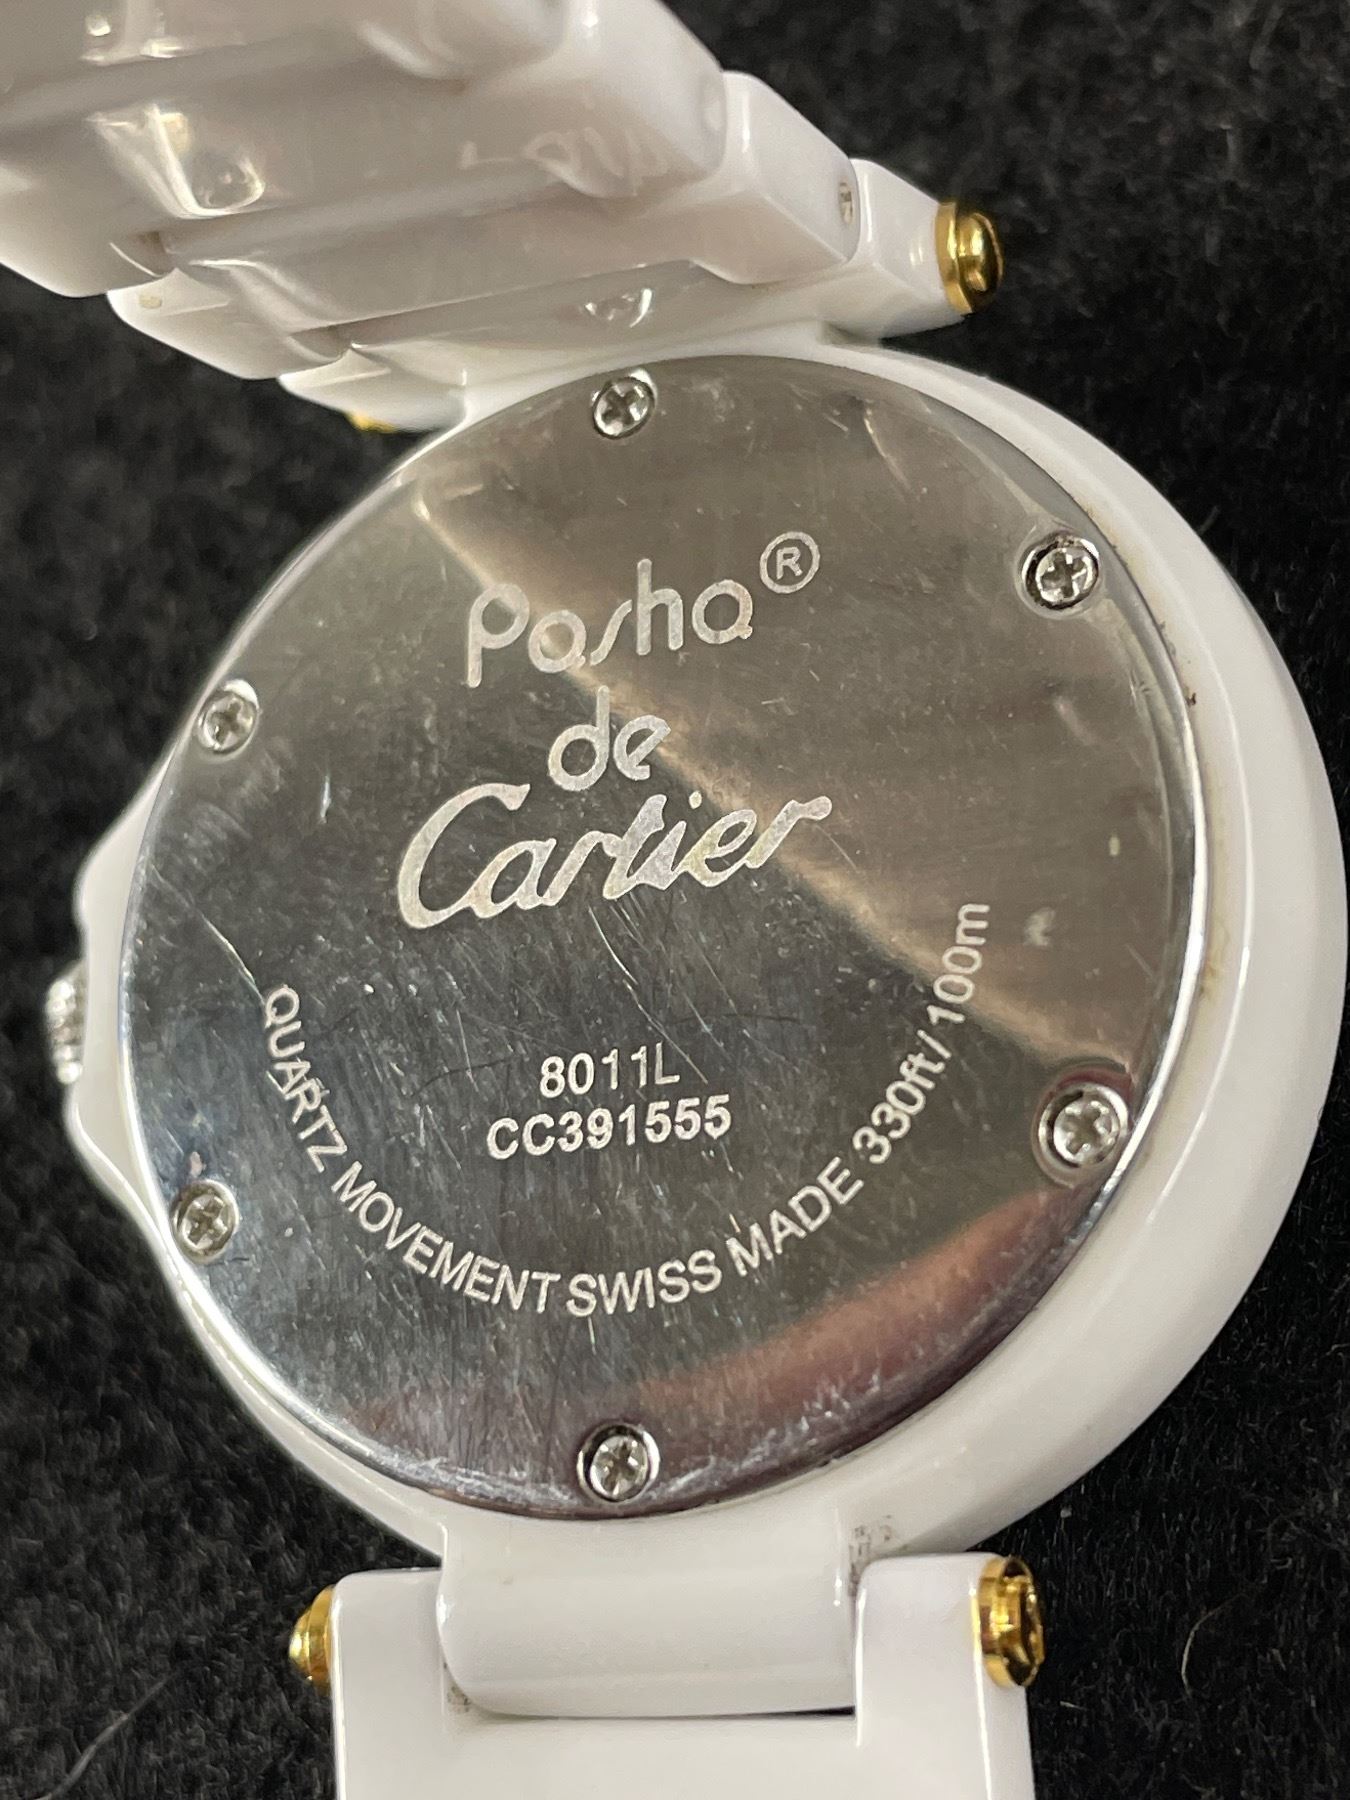 Pasha®
de
Cartier
8011L
CC391555
QUARTZ MOVEMENT SWISS MADE 330ft/100m